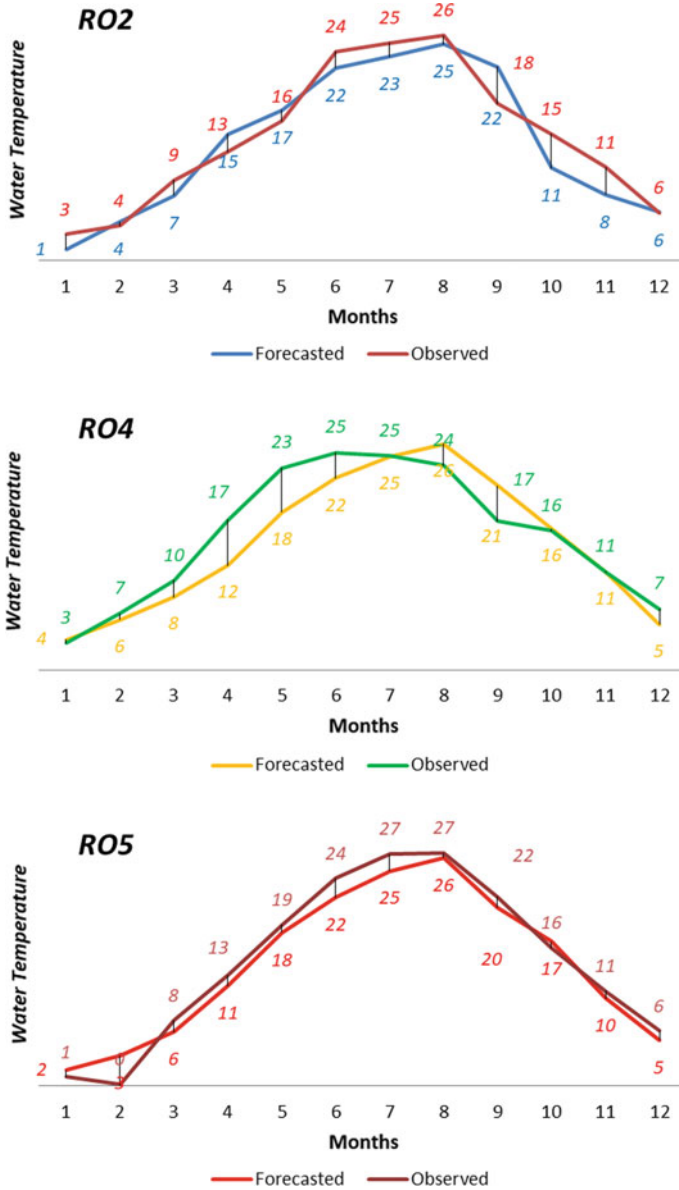 RO2
Water Temperature
3 4 9 13 16 24 25 26 18 15 11 6
1 4 7 15 17 22 23 25 22 11 8 6
1 2 3 4 5 6 7 8 9 10 11 12
Months
Forecasted Observed
RO4
Water Temperature
3 7 10 17 23 25 25 24 17 16 11 7
4 6 8 12 18 22 25 26 21 16 11 5
1 2 3 4 5 6 7 8 9 10 11 12
Months
Forecasted Observed
RO5
Water Temperature
1 0 8 13 19 24 27 27 22 16 11 6
2 3 6 11 18 22 25 26 20 17 10 5
1 2 3 4 5 6 7 8 9 10 11 12
Months
Forecasted Observed